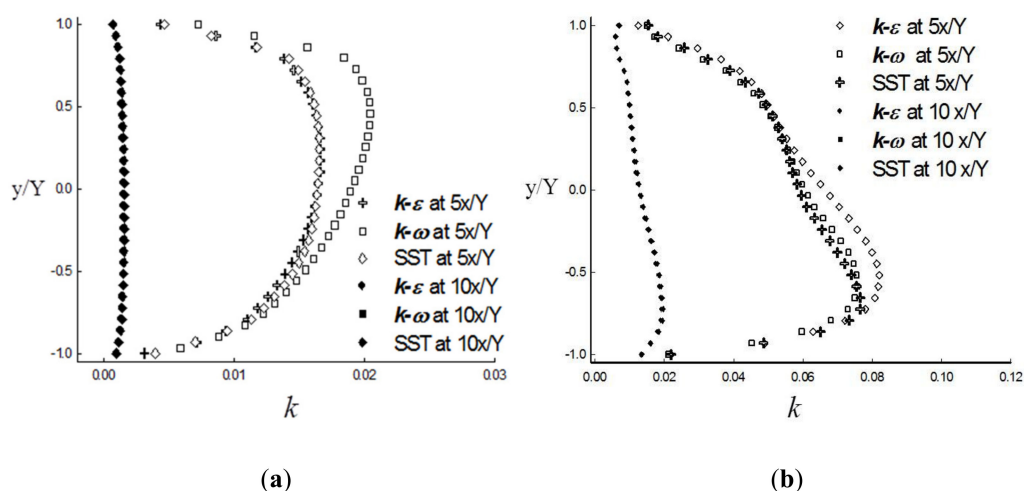 1.0
0.5
y/Y
0.0
-0.5
-1.0
0.00
0.01
0.02
0.03
k
k-ε at 5x/Y
k-ω at 5x/Y
SST at 5x/Y
k-ε at 10x/Y
k-ω at 10x/Y
SST at 10x/Y
(a)
1.0
0.5
y/Y
0.0
-0.5
-1.0
0.00
0.02
0.04
0.06
0.08
0.10
0.12
k
k-ε at 5x/Y
k-ω at 5x/Y
SST at 5x/Y
k-ε at 10 x/Y
k-ω at 10 x/Y
SST at 10 x/Y
(b)